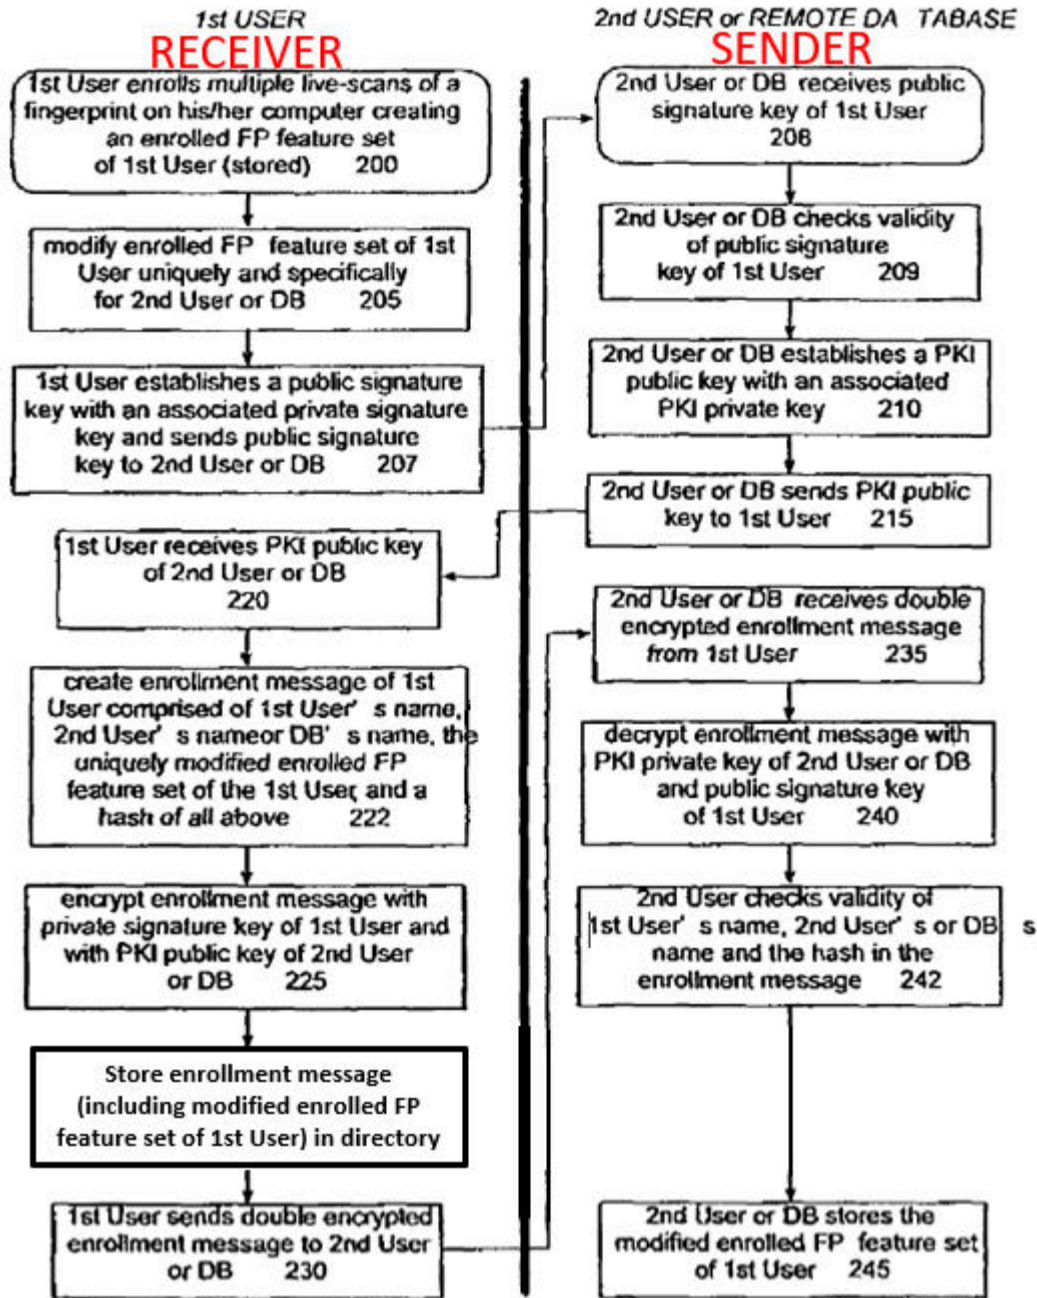 1st USER
RECEIVER
1st User enrolls multiple live-scans of a
fingerprint on his/her computer creating
an enrolled FP feature set
of 1st User (stored) 200
modify enrolled FP feature set of 1st
User uniquely and specifically
for 2nd User or DB 205
1st User establishes a public signature
key with an associated private signature
key and sends public signature
key to 2nd User or DB 207
1st User receives PKI public key
of 2nd User or DB
220
create enrollment message of 1st
User comprised of 1st User' s name,
2nd User' s nameor DB' s name, the
uniquely modified enrolled FP
feature set of the 1st User, and a
hash of all above 222
encrypt enrollment message with
private signature key of 1st User and
with PKI public key of 2nd User
or DB 225
Store enrollment message
(including modified enrolled FP
feature set of 1st User) in directory
1st User sends double encrypted
enrollment message to 2nd User
or DB 230
2nd USER or REMOTE DA TABASE
SENDER
2nd User or DB receives public
signature key of 1st User
208
2nd User or DB checks validity
of public signature
key of 1st User 209
2nd User or DB establishes a PKI
public key with an associated
PKI private key 210
2nd User or DB sends PKI public
key to 1st User 215
2nd User or DB receives double
encrypted enrollment message
from 1st User 235
decrypt enrollment message with
PKI private key of 2nd User or DB
and public signature key
of 1st User 240
2nd User checks validity of
1st User' s name, 2nd User' s or DB s
name and the hash in the
enrollment message 242
2nd User or DB stores the
modified enrolled FP feature set
of 1st User 245